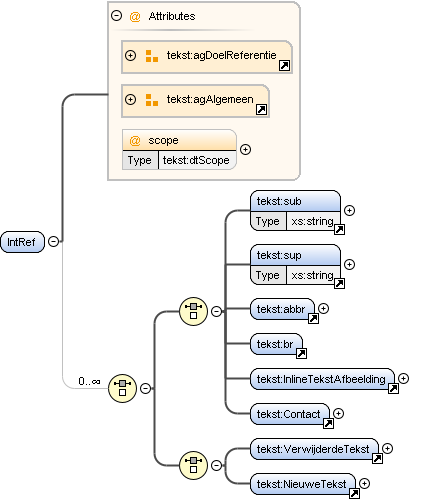 @ Attributes
tekst:agDoelReferentie
tekst:agAlgemeen
@ scope
Type tekst:dtScope
IntRef
0..∞
tekst:sub
Type xs:string
tekst:sup
Type xs:string
tekst:abbr
tekst:br
tekst:InlineTekstAfbeelding
tekst:Contact
tekst:VerwijderdeTekst
tekst:NieuweTekst